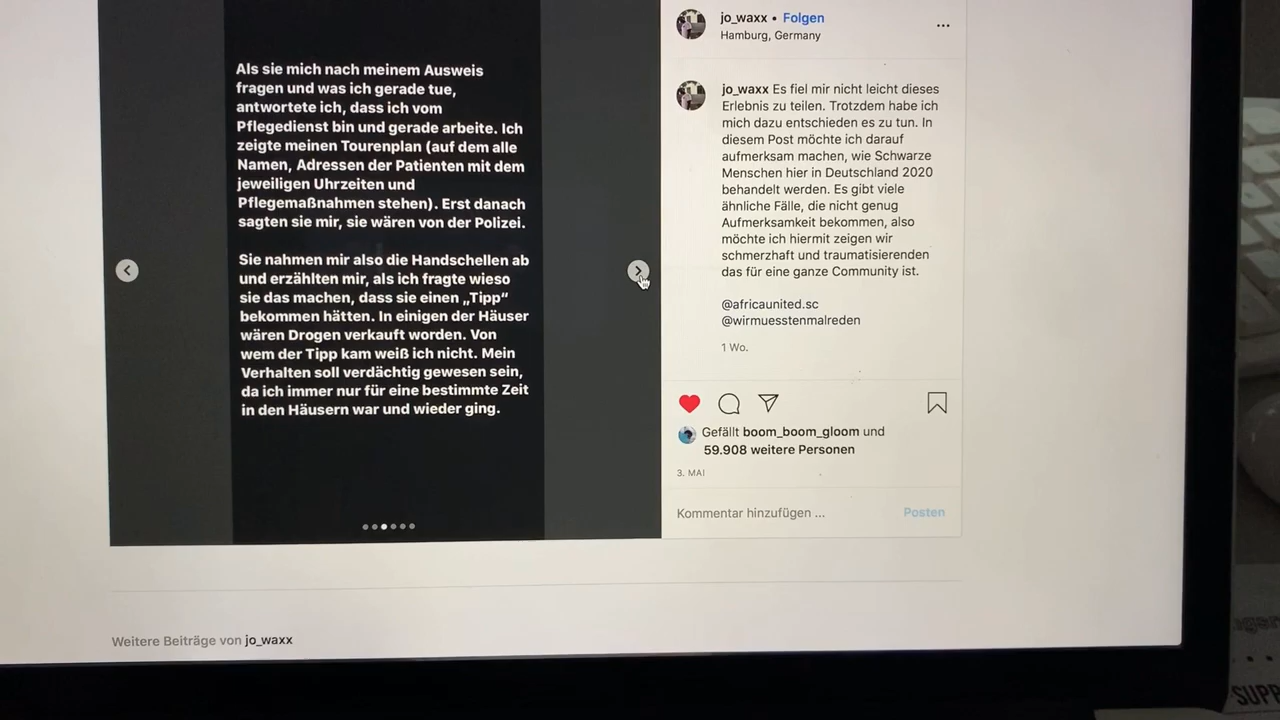 Als sie mich nach meinem Ausweis
fragen und was ich gerade tue,
antwortete ich, dass ich vom
Pflegedienst bin und gerade arbeite. Ich
zeigte meinen Tourenplan (auf dem alle
Namen, Adressen der Patienten mit dem
jeweiligen Uhrzeiten und
Pflegemaßnahmen stehen). Erst danach
sagten sie mir, sie wären von der Polizei.
Sie nahmen mir also die Handschellen ab
und erzählten mir, als ich fragte wieso
sie das machen, dass sie einen „Tipp“
bekommen hätten. In einigen der Häuser
wären Drogen verkauft worden. Von
wem der Tipp kam weiß ich nicht. Mein
Verhalten soll verdächtig gewesen sein,
da ich immer nur für eine bestimmte Zeit
in den Häusern war und wieder ging.
jo_waxx • Folgen
Hamburg, Germany
jo_waxx Es fiel mir nicht leicht dieses
Erlebnis zu teilen. Trotzdem habe ich
mich dazu entschieden es zu tun. In
diesem Post möchte ich darauf
aufmerksam machen, wie Schwarze
Menschen hier in Deutschland 2020
behandelt werden. Es gibt viele
ähnliche Fälle, die nicht genug
Aufmerksamkeit bekommen, also
möchte ich hiermit zeigen wir
schmerzhaft und traumatisierenden
das für eine ganze Community ist.
@africaunited.sc
@wirmuesstenmalreden
1 Wo.
Gefällt boom_boom_gloom und
59.908 weitere Personen
3. MAI
Kommentar hinzufügen ... Posten
Weitere Beiträge von jo_waxx